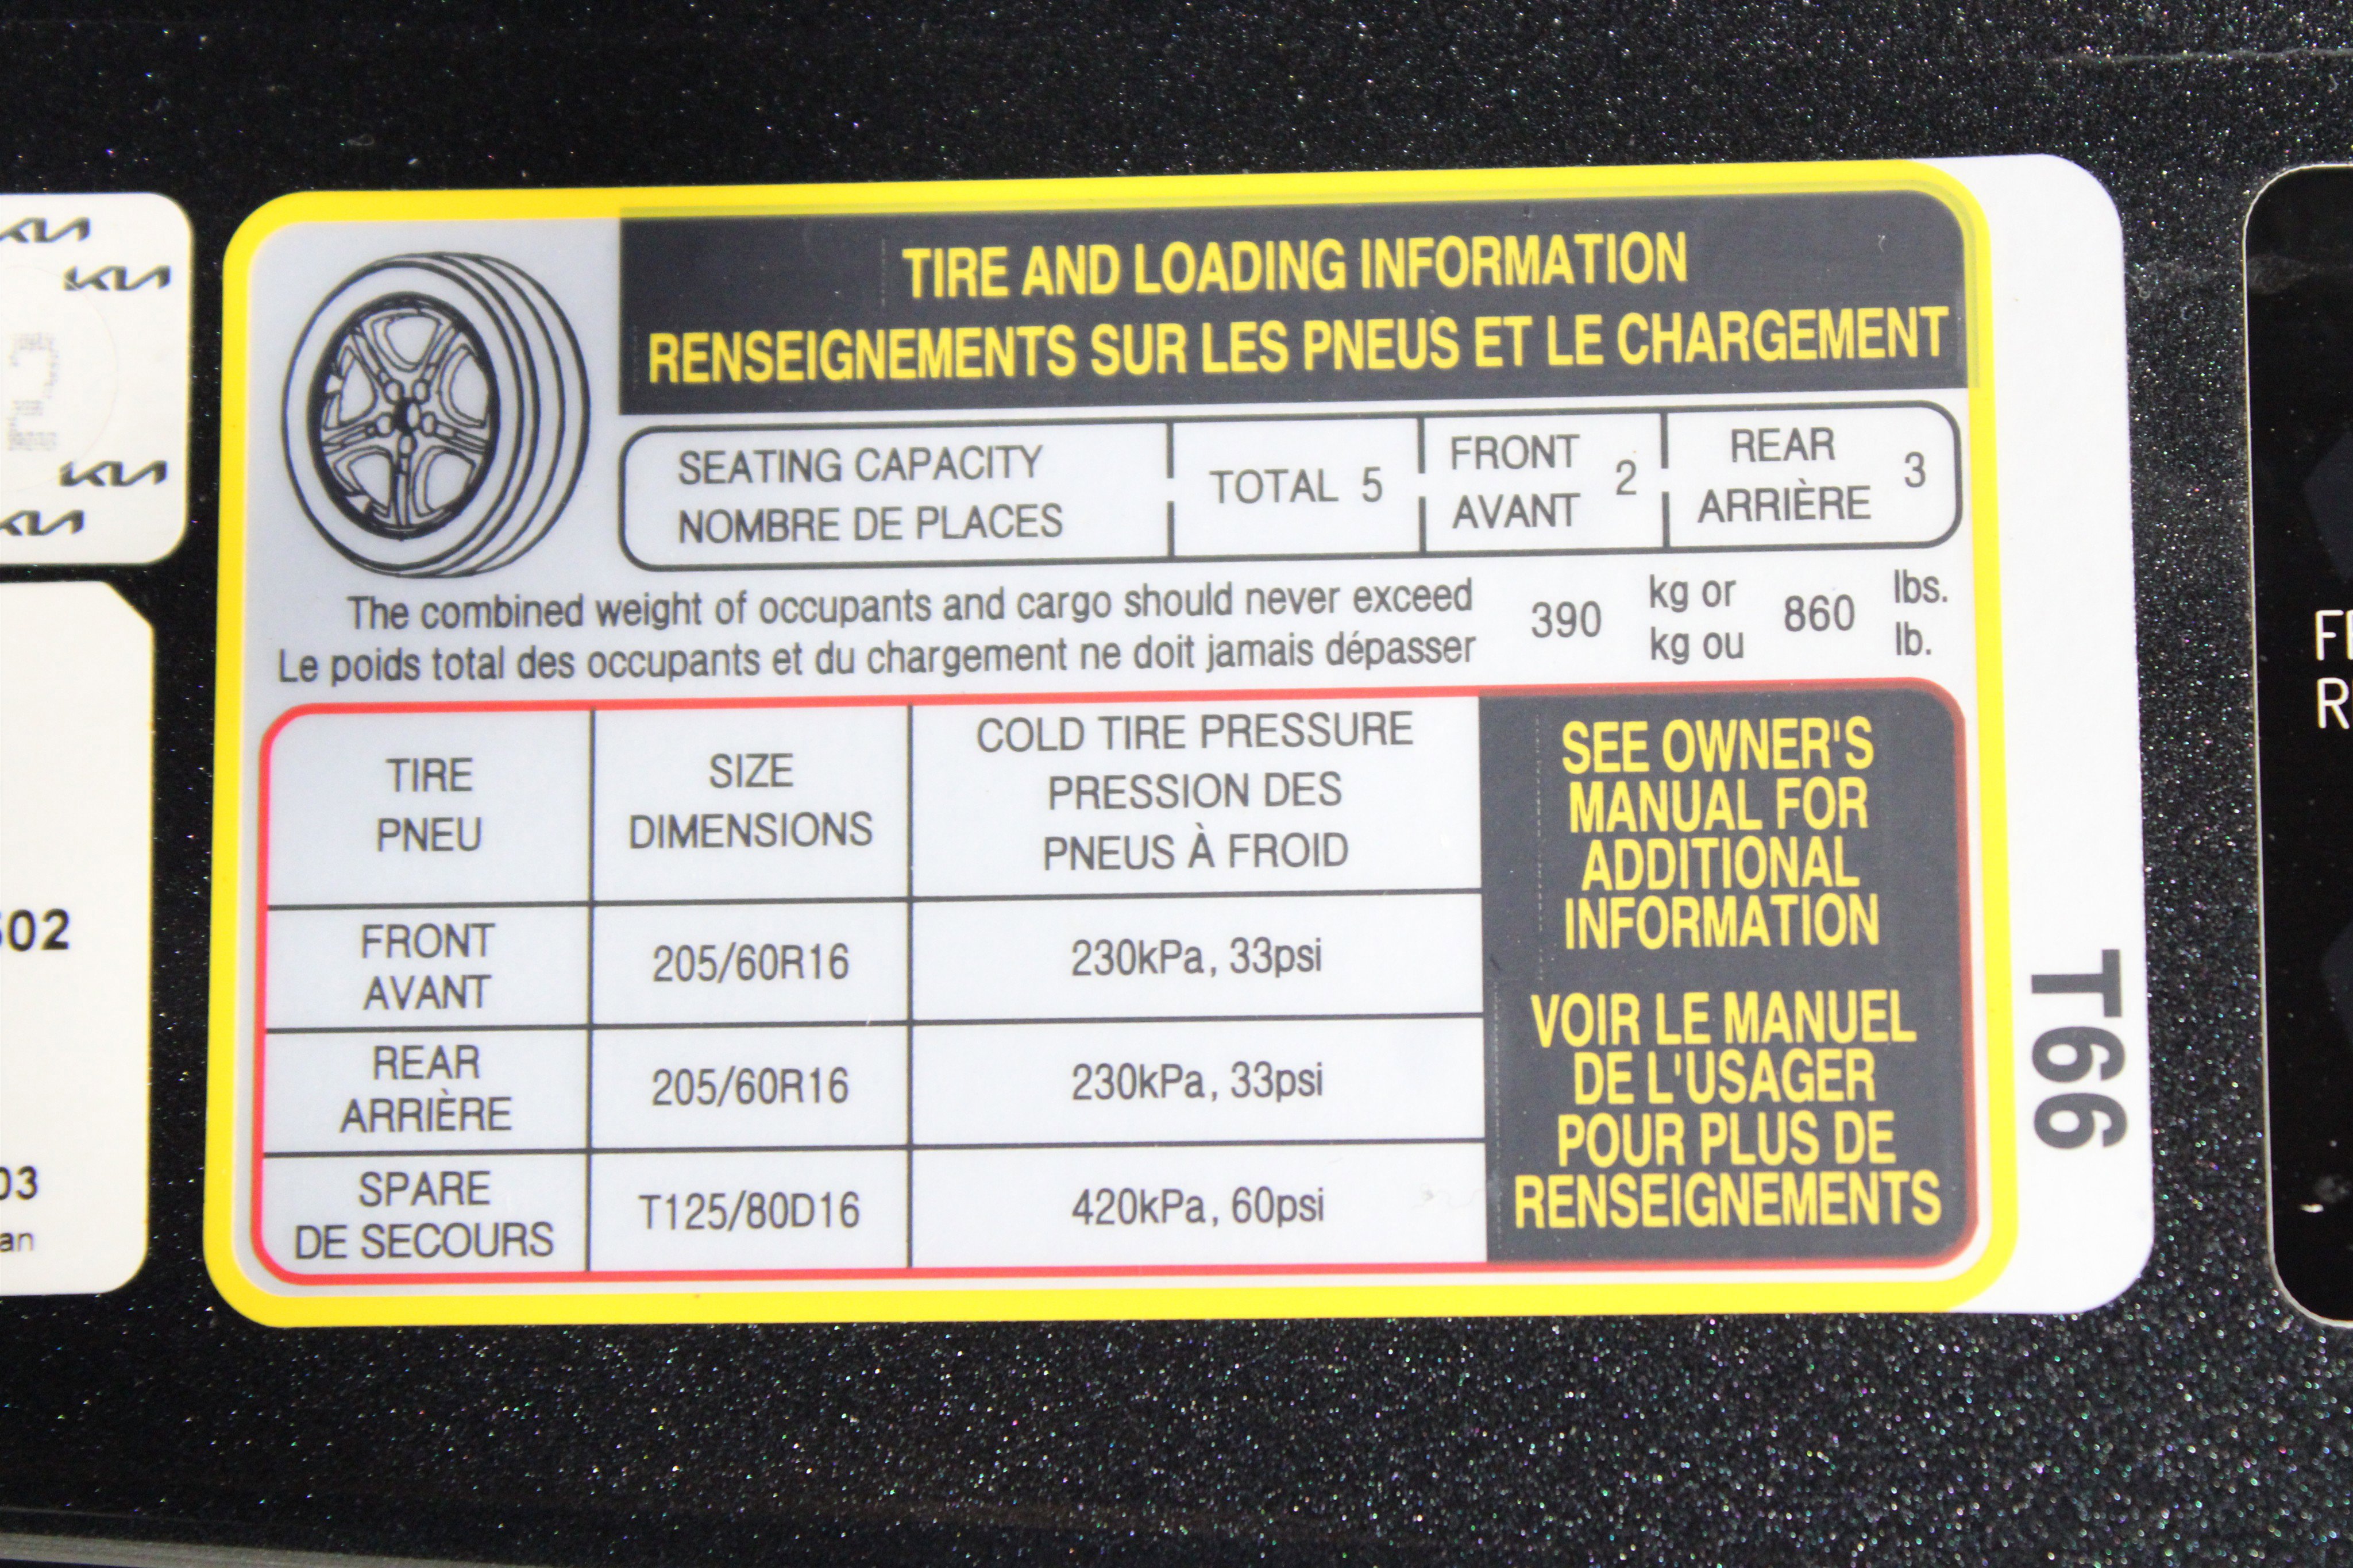 TIRE AND LOADING INFORMATION
RENSEIGNEMENTS SUR LES PNEUS ET LE CHARGEMENT
SEATING CAPACITY
NOMBRE DE PLACES
TOTAL 5
FRONT
AVANT
2
REAR
ARRIÈRE
3
The combined weight of occupants and cargo should never exceed
Le poids total des occupants et du chargement ne doit jamais dépasser
390
kg or
kg ou
860
lbs.
lb.
TIRE
PNEU
SIZE
DIMENSIONS
COLD TIRE PRESSURE
PRESSION DES
PNEUS À FROID
FRONT
AVANT
205/60R16
230kPa, 33psi
REAR
ARRIÈRE
205/60R16
230kPa, 33psi
SPARE
DE SECOURS
T125/80D16
420kPa, 60psi
SEE OWNER'S
MANUAL FOR
ADDITIONAL
INFORMATION
VOIR LE MANUEL
DE L'USAGER
POUR PLUS DE
RENSEIGNEMENTS
T66
KIA
KIA
KIA
KIA